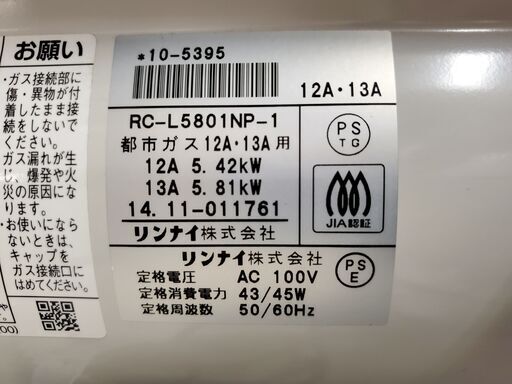 お願い
・ガス接続部に
傷・異物が付
着したまま接
続をしないで
ください。
ガス漏れが生
じ、爆発や火
災の原因にな
ります。
・お使いになら
ないときは、
キャップを
ガス接続口に
はめてください。
*10-5395
12A・13A
RC-L5801NP-1
都市ガス12A・13A用
12A 5.42kW
13A 5.81kW
14.11-011761
リンナイ株式会社
PS
TG
JIA認証
リンナイ株式会社
定格電圧 AC 100V
定格消費電力 43/45W
定格周波数 50/60Hz
PS
E